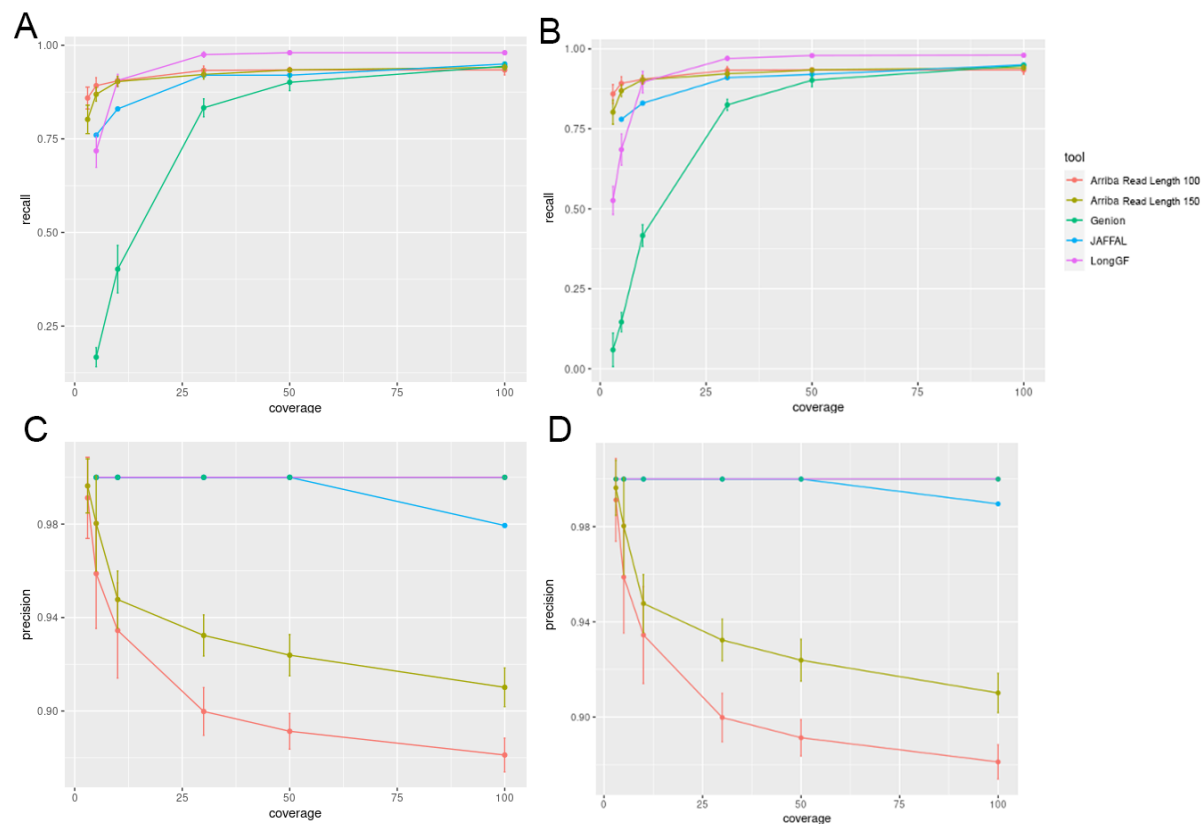 A
1.00
0.75
0.50
0.25
recall
0 25 50 75 100
coverage
B
1.00
0.75
0.50
0.25
0.00
recall
0 25 50 75 100
coverage
tool
Arriba Read Length 100
Arriba Read Length 150
Genion
JAFFAL
LongGF
C
0.98
0.94
0.90
precision
0 25 50 75 100
coverage
D
0.98
0.94
0.90
precision
0 25 50 75 100
coverage